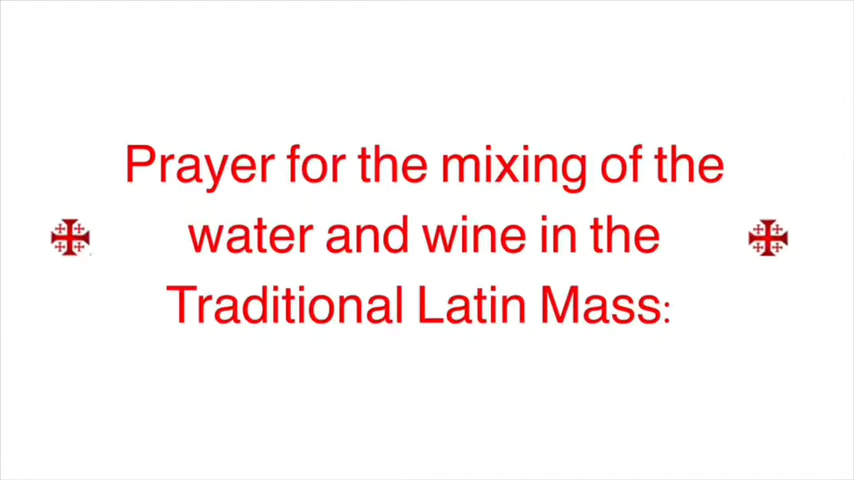 Prayer for the mixing of the
water and wine in the
Traditional Latin Mass: